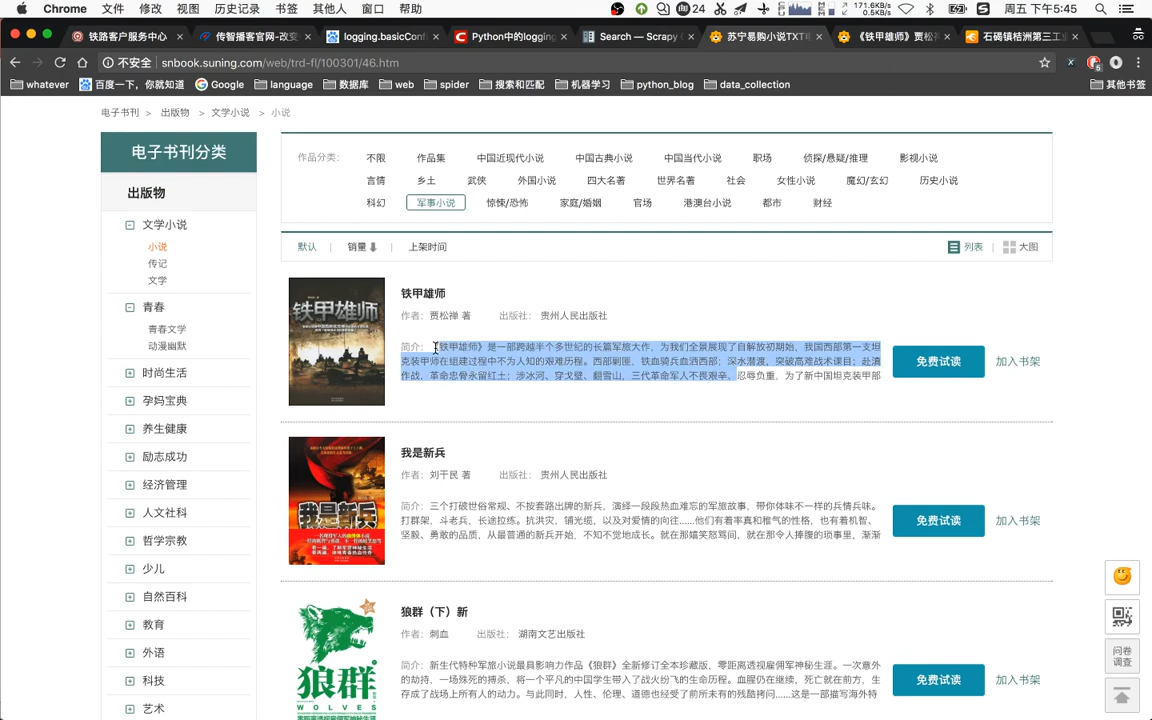 Chrome 文件 修改 视图 历史记录 书签 其他人 窗口 帮助 24 171.6KB/s 0.5KB/s 周五 下午5:45
铁路客户服务中心 传智播客官网-改变 logging.basicConfi Python中的logging Search — Scrapy 苏宁易购小说TXT 《铁甲雄师》贾松 石碣镇桔洲第三工
不安全 snbook.suning.com/web/trd-fl/100301/46.htm
whatever 百度一下，你就知道 Google language 数据库 web spider 搜索和匹配 机器学习 python_blog data_collection 其他书签
电子书刊 > 出版物 > 文学小说 > 小说
电子书刊分类
出版物
文学小说
小说
传记
文学
青春
青春文学
动漫幽默
时尚生活
孕妈宝典
养生健康
励志成功
经济管理
人文社科
哲学宗教
少儿
自然百科
教育
外语
科技
艺术
作品分类： 不限 作品集 中国近现代小说 中国古典小说 中国当代小说 职场 侦探/悬疑/推理 影视小说
言情 乡土 武侠 外国小说 四大名著 世界名著 社会 女性小说 魔幻/玄幻 历史小说
科幻 军事小说 惊悚/恐怖 家庭/婚姻 官场 港澳台小说 都市 财经
默认 销量 上架时间 列表 大图
铁甲雄师
铁甲雄师
作者： 贾松禅 著 出版社： 贵州人民出版社
简介： 《铁甲雄师》是一部跨越半个多世纪的长篇军旅大作，为我们全景展现了自解放初期始，我国西部第一支坦
克装甲师在组建过程中不为人知的艰难历程。西部剿匪，铁血骑兵血洒西部；深水潜渡，突破高难战术课目；赴滇
作战，革命忠骨永留红土；涉冰河、穿戈壁、翻雪山，三代革命军人不畏艰辛、忍辱负重，为了新中国坦克装甲部
免费试读 加入书架
我是新兵
我是新兵
作者： 刘干民 著 出版社： 贵州人民出版社
简介： 三个打破世俗常规、不按套路出牌的新兵，演绎一段段热血难忘的军旅故事，带你体味不一样的兵情兵味。
打群架，斗老兵，长途拉练。抗洪灾，铺光缆，以及对爱情的向往……他们有着率真和稚气的性格，也有着机智、
坚毅、勇敢的品质，从最普通的新兵开始，不知不觉地成长。就在那嬉笑怒骂间，就在那令人捧腹的琐事里，渐渐
免费试读 加入书架
狼群
WOLVES
狼群（下）新
作者： 刺血 出版社： 湖南文艺出版社
简介： 新生代特种军旅小说最具影响力作品《狼群》全新修订全本珍藏版，零距离透视雇佣军神秘生涯。一次意外
的劫持，一场殊死的搏杀，将一个平凡的中国学生带入了战火纷飞的生命历程。血腥仍在继续，死亡就在前方，生
存成了战场上所有人的动力。与此同时，人性、伦理、道德也经受了前所未有的残酷拷问……这是一部描写海外特
免费试读 加入书架
问卷
调查